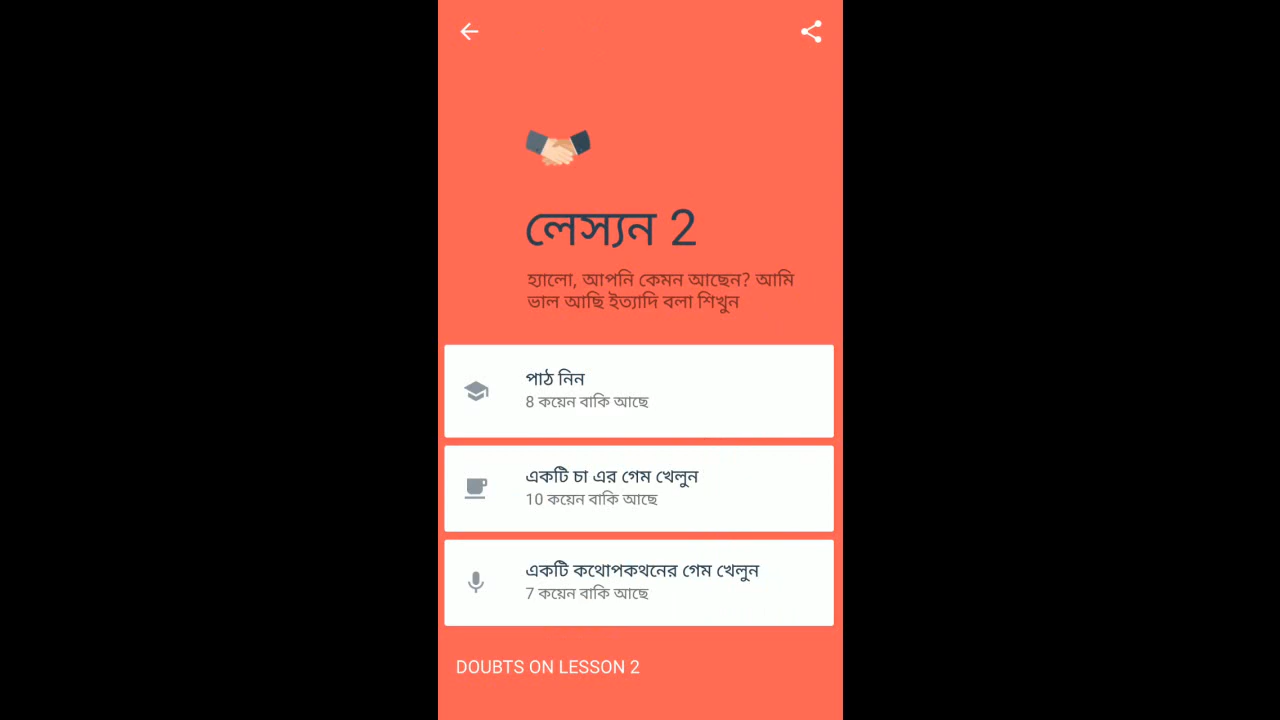 লেস্যন 2
হ্যালো, আপনি কেমন আছেন? আমি
ভাল আছি ইত্যাদি বলা শিখুন
পাঠ নিন
8 কয়েন বাকি আছে
একটি চা এর গেম খেলুন
10 কয়েন বাকি আছে
একটি কথোপকথনের গেম খেলুন
7 কয়েন বাকি আছে
DOUBTS ON LESSON 2